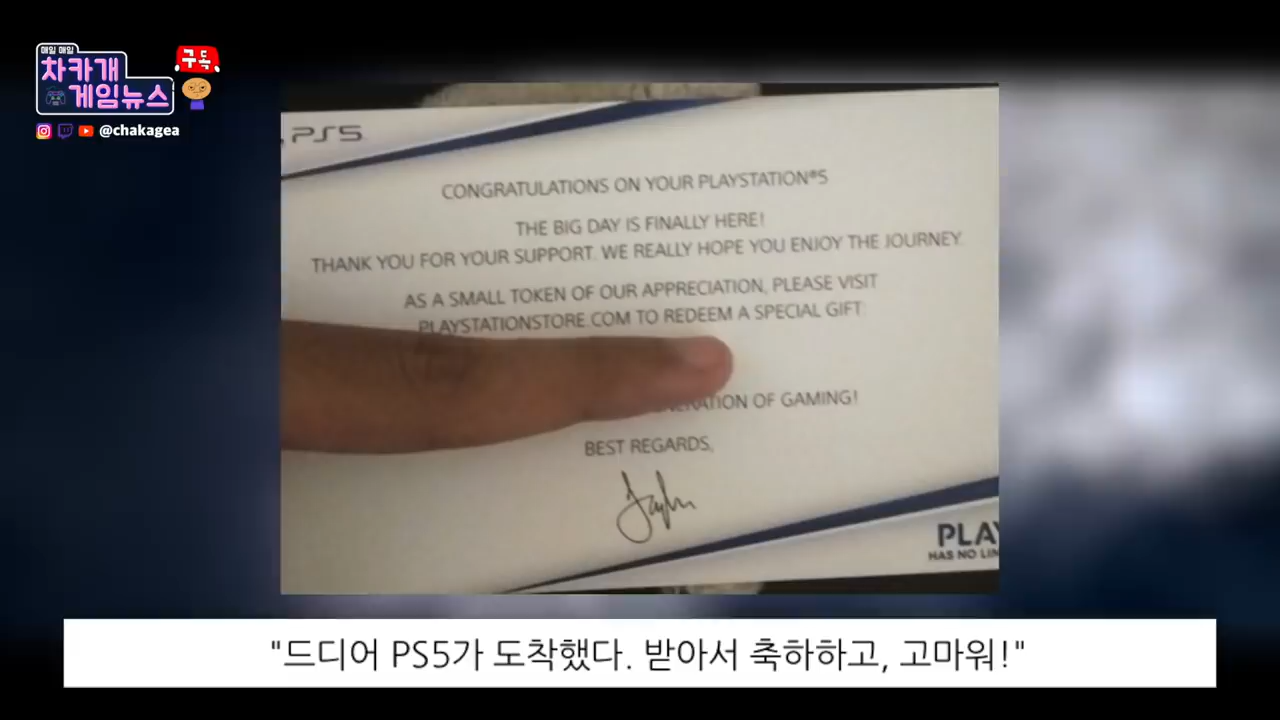 매일 매일
차카개
게임뉴스
구독
@chakagea
PS5
CONGRATULATIONS ON YOUR PLAYSTATION®5
THE BIG DAY IS FINALLY HERE!
THANK YOU FOR YOUR SUPPORT. WE REALLY HOPE YOU ENJOY THE JOURNEY.
AS A SMALL TOKEN OF OUR APPRECIATION, PLEASE VISIT
PLAYSTATIONSTORE.COM TO REDEEM A SPECIAL GIFT
OF GAMING!
BEST REGARDS,
PLAY
HAS NO
"드디어 PS5가 도착했다. 받아서 축하하고, 고마워!"